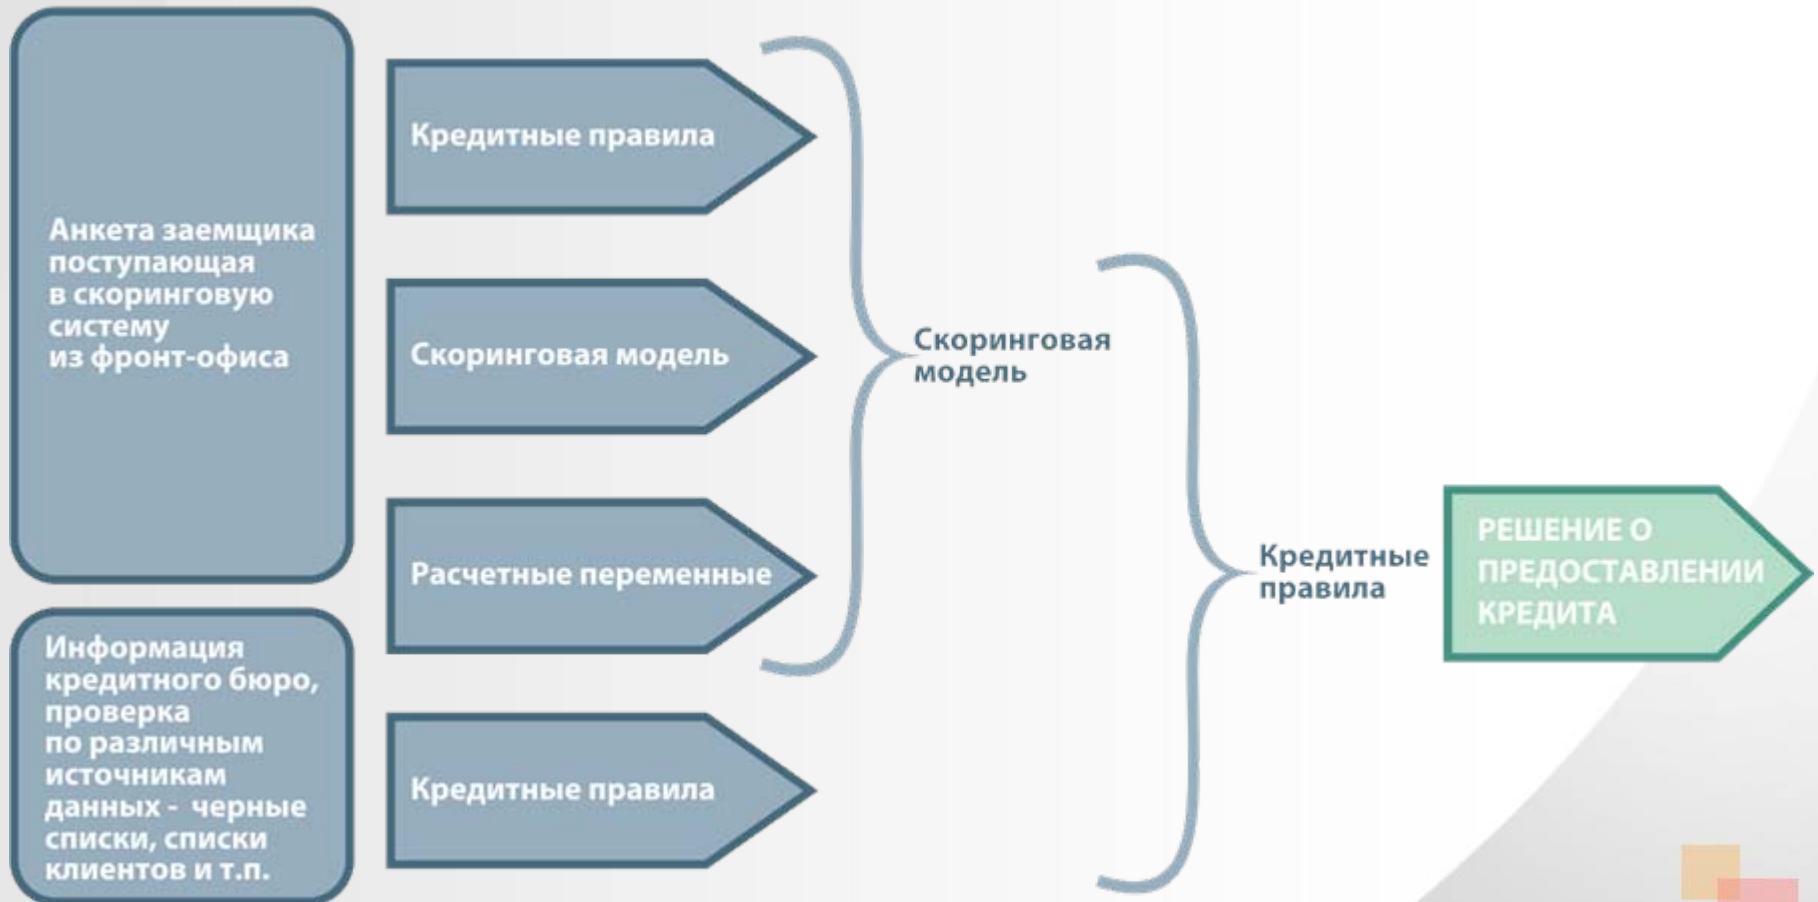 Анкета заемщика
поступающая
в скоринговую
систему
из фронт-офиса
Информация
кредитного бюро,
проверка
по различным
источникам
данных - черные
списки, списки
клиентов и т.п.
Кредитные правила
Скоринговая модель
Расчетные переменные
Кредитные правила
Скоринговая
модель
Кредитные
правила
РЕШЕНИЕ О
ПРЕДОСТАВЛЕНИИ
КРЕДИТА